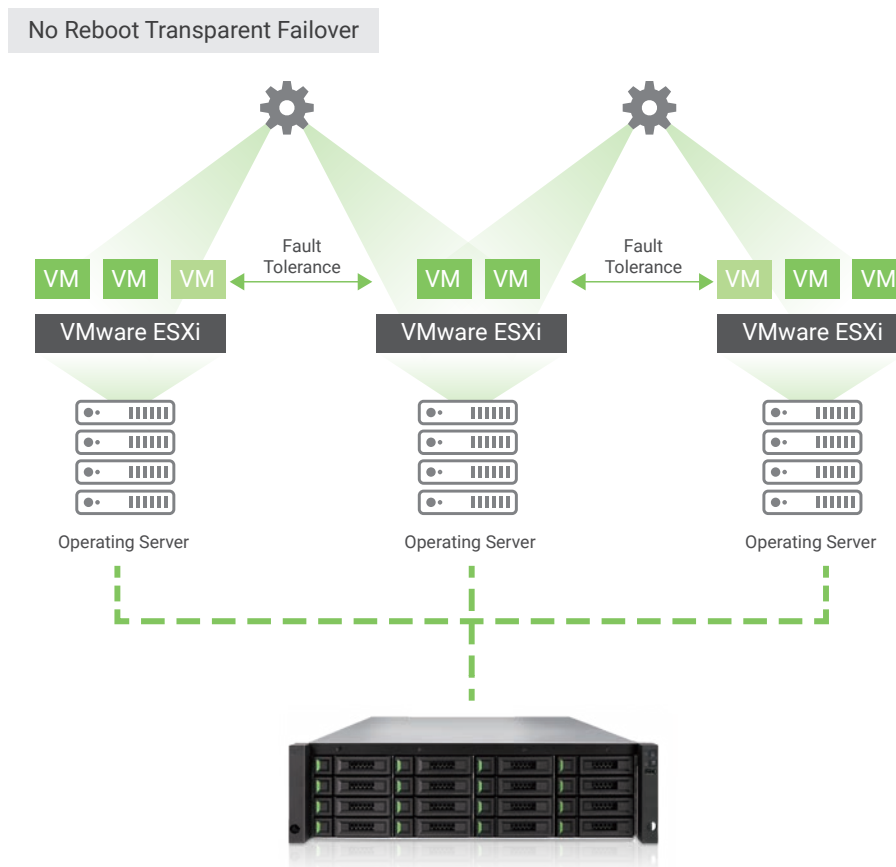 No Reboot Transparent Failover
Fault
Tolerance
Fault
Tolerance
VM VM VM
VM VM
VM VM VM
VMware ESXi
VMware ESXi
VMware ESXi
Operating Server
Operating Server
Operating Server